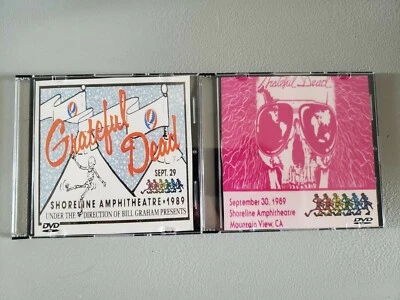 Grateful
Dead
SEPT. 29
SHORELINE AMPHITHEATRE • 1989
UNDER THE DIRECTION OF BILL GRAHAM PRESENTS
DVD
Grateful Dead
September 30, 1989
Shoreline Amphitheatre
Mountain View, CA
DVD